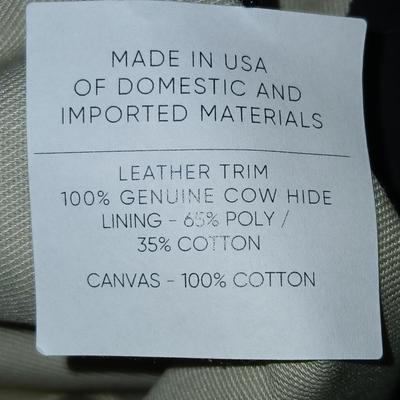 MADE IN USA
OF DOMESTIC AND
IMPORTED MATERIALS
LEATHER TRIM
100% GENUINE COW HIDE
LINING - 65% POLY /
35% COTTON
CANVAS - 100% COTTON